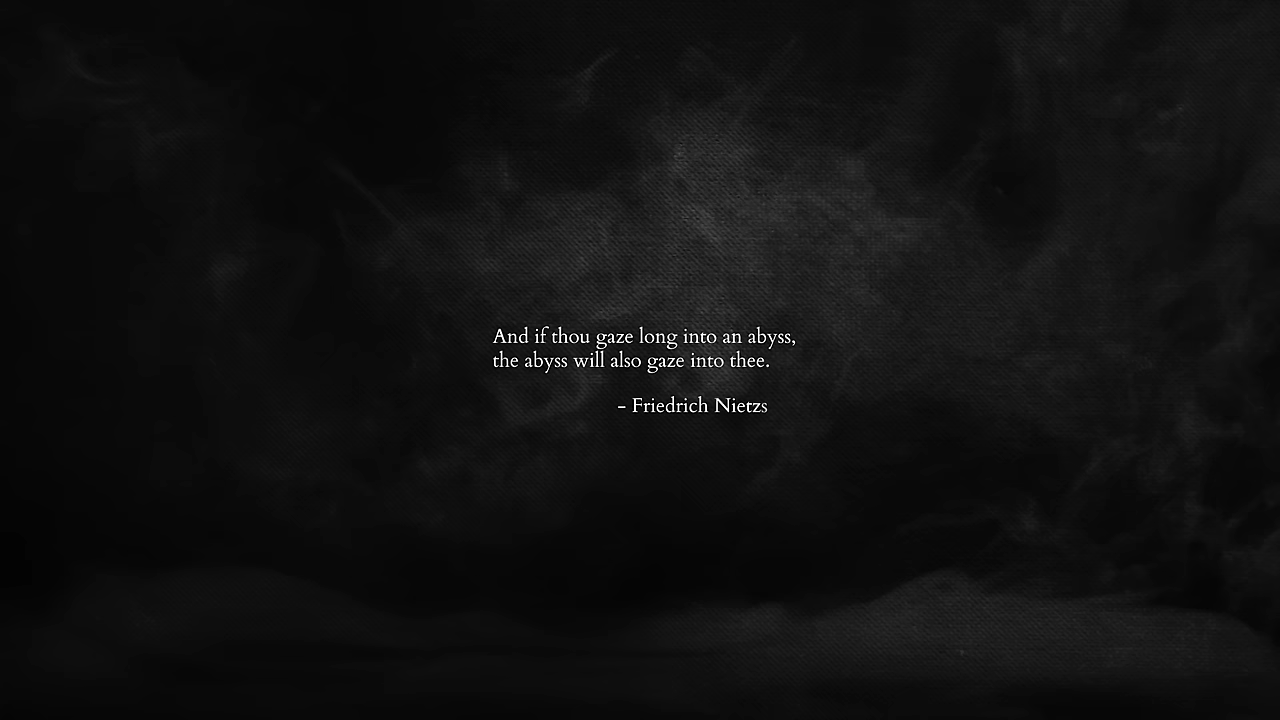 And if thou gaze long into an abyss,
the abyss will also gaze into thee.
- Friedrich Nietzs